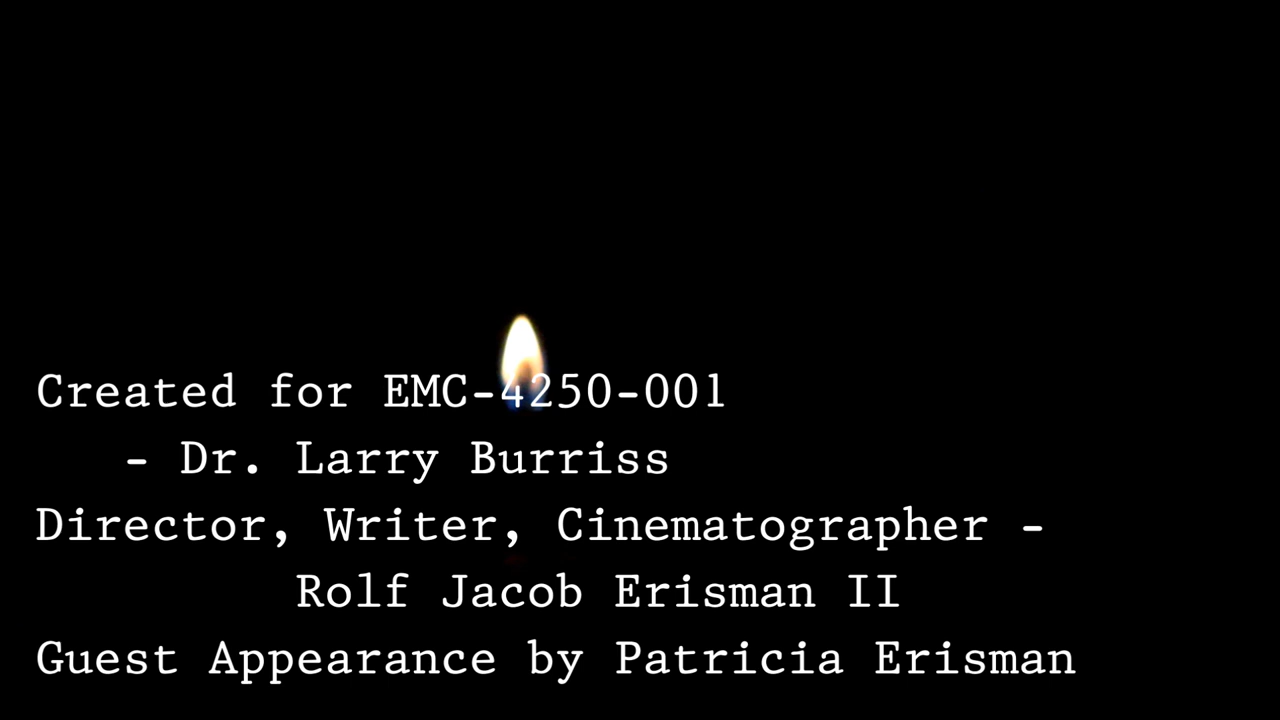 Created for EMC-4250-001
- Dr. Larry Burriss
Director, Writer, Cinematographer -
Rolf Jacob Erisman II
Guest Appearance by Patricia Erisman